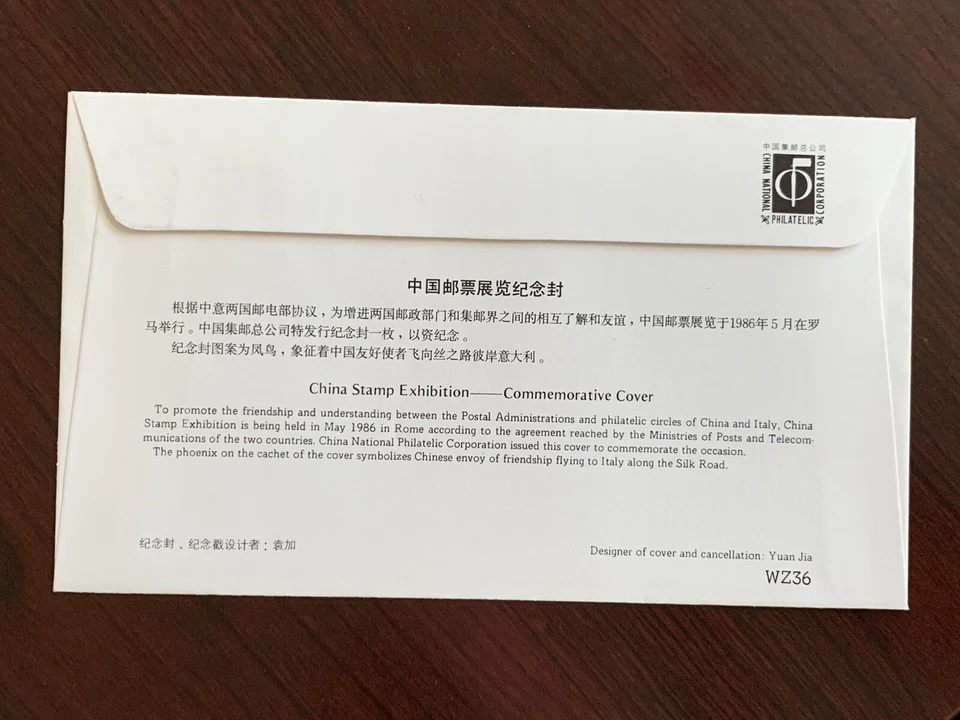 中国集邮总公司
CHINA NATIONAL
PHILATELIC
CORPORATION
中国邮票展览纪念封
根据中意两国邮电部协议，为增进两国邮政部门和集邮界之间的相互了解和友谊，中国邮票展览于1986年5月在罗
马举行。中国集邮总公司特发行纪念封一枚，以资纪念。
纪念封图案为凤鸟，象征着中国友好使者飞向丝之路彼岸意大利。
China Stamp Exhibition——Commemorative Cover
To promote the friendship and understanding between the Postal Administrations and philatelic circles of China and Italy, China
Stamp Exhibition is being held in May 1986 in Rome according to the agreement reached by the Ministries of Posts and Telecom-
munications of the two countries. China National Philatelic Corporation issued this cover to commemorate the occasion.
The phoenix on the cachet of the cover symbolizes Chinese envoy of friendship flying to Italy along the Silk Road.
纪念封、纪念戳设计者：袁加
Designer of cover and cancellation: Yuan Jia
WZ36